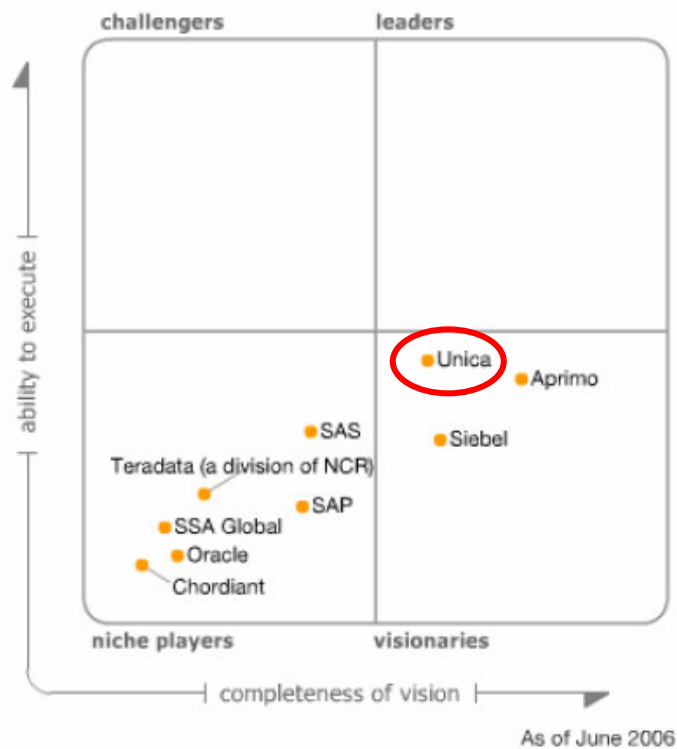 challengers
leaders
ability to execute
Unica
Aprimo
SAS
Siebel
Teradata (a division of NCR)
SAP
SSA Global
Oracle
Chordiant
niche players
visionaries
completeness of vision
As of June 2006